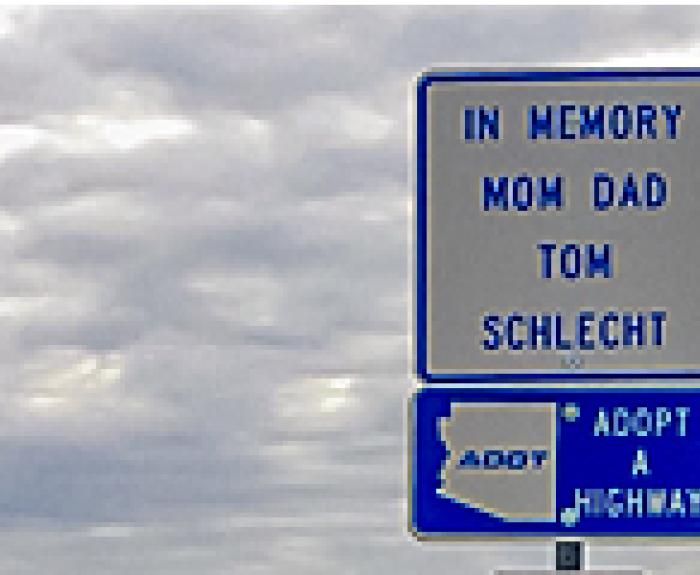 IN MEMORY
MOM DAD
TOM
SCHLECHT
ADOPT
A
HIGHWAY
ADOT